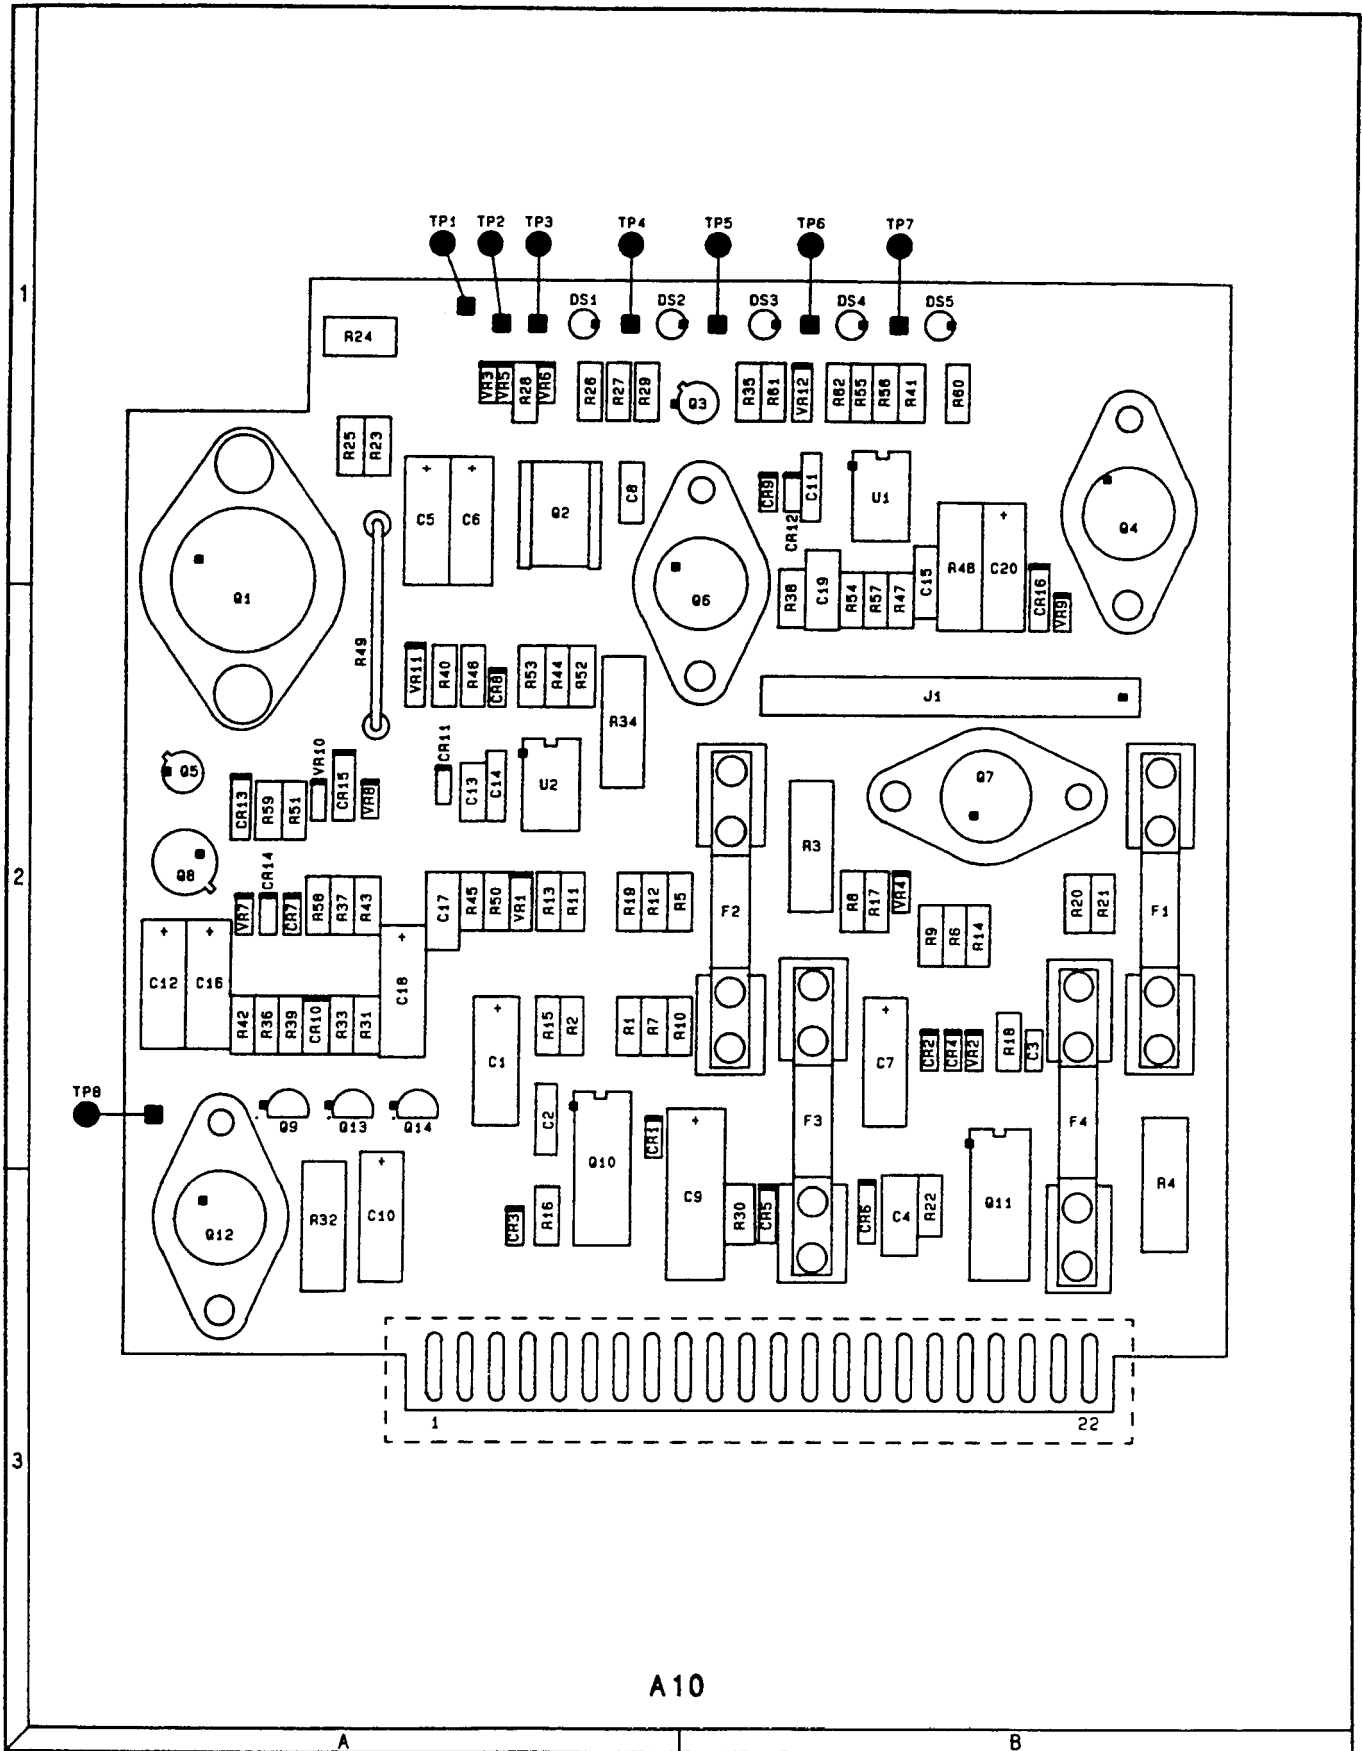 TP1 TP2 TP3 TP4 TP5 TP6 TP7
1
DS1 DS2 DS3 DS4 DS5
R24
VR3 VR5 R28 VR6 R26 R27 R29 Q3 R35 R61 VR12 R62 R55 R56 R41 R60
R25 R23
C5 C6 Q2 C8 CR9 CR12 C11 U1 Q4
Q1 Q6 R38 C19 R54 R57 R47 C15 R48 C20 CR16 VR9
R49 VR11 R40 R46 CR8 R53 R44 R52 R34 J1
Q5 CR13 R59 R51 VR10 CR15 VR8 CR11 C13 C14 U2 R3 Q7
2
Q8 VR7 CR14 CR7 R58 R37 R43 C17 R45 R50 VR1 R13 R11 R19 R12 R5 F2 R8 R17 VR4 R9 R6 R14 R20 R21 F1
C12 C16 C18
R42 R36 R39 CR10 R33 R31 C1 R15 R2 R1 R7 R10 C7 CR2 CR4 VR2 R18 C3
TP8
Q9 Q13 Q14 C2 Q10 CR1 F3 F4
Q12 R32 C10 CR3 R16 C9 R30 CR5 CR6 C4 R22 Q11 R4
1 22
3
A10
A B